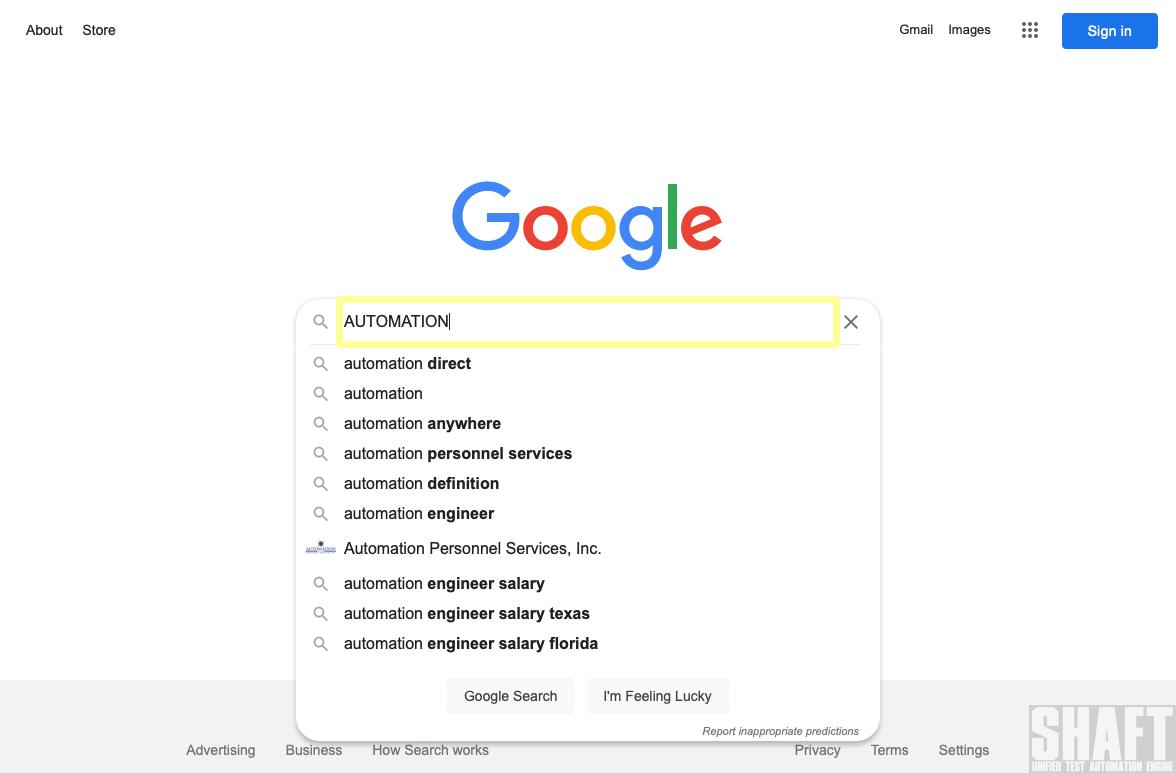 About Store Gmail Images Sign in
Google
AUTOMATION
automation direct
automation
automation anywhere
automation personnel services
automation definition
automation engineer
AUTOMATION
Automation Personnel Services, Inc.
automation engineer salary
automation engineer salary texas
automation engineer salary florida
Google Search I'm Feeling Lucky
Report inappropriate predictions
Advertising Business How Search works Privacy Terms Settings
SHAFT
UNIFIED TEST AUTOMATION ENGINE